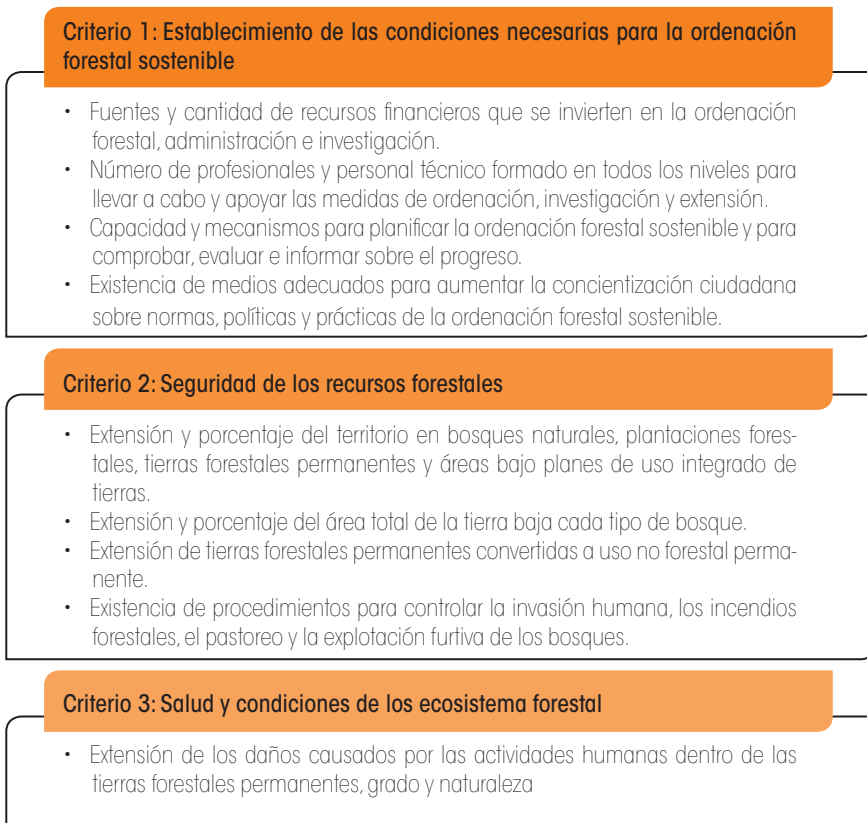 Criterio 1: Establecimiento de las condiciones necesarias para la ordenación
forestal sostenible
• Fuentes y cantidad de recursos financieros que se invierten en la ordenación
forestal, administración e investigación.
• Número de profesionales y personal técnico formado en todos los niveles para
llevar a cabo y apoyar las medidas de ordenación, investigación y extensión.
• Capacidad y mecanismos para planificar la ordenación forestal sostenible y para
comprobar, evaluar e informar sobre el progreso.
• Existencia de medios adecuados para aumentar la concientización ciudadana
sobre normas, políticas y prácticas de la ordenación forestal sostenible.
Criterio 2: Seguridad de los recursos forestales
• Extensión y porcentaje del territorio en bosques naturales, plantaciones fores-
tales, tierras forestales permanentes y áreas bajo planes de uso integrado de
tierras.
• Extensión y porcentaje del área total de la tierra baja cada tipo de bosque.
• Extensión de tierras forestales permanentes convertidas a uso no forestal perma-
nente.
• Existencia de procedimientos para controlar la invasión humana, los incendios
forestales, el pastoreo y la explotación furtiva de los bosques.
Criterio 3: Salud y condiciones de los ecosistema forestal
• Extensión de los daños causados por las actividades humanas dentro de las
tierras forestales permanentes, grado y naturaleza